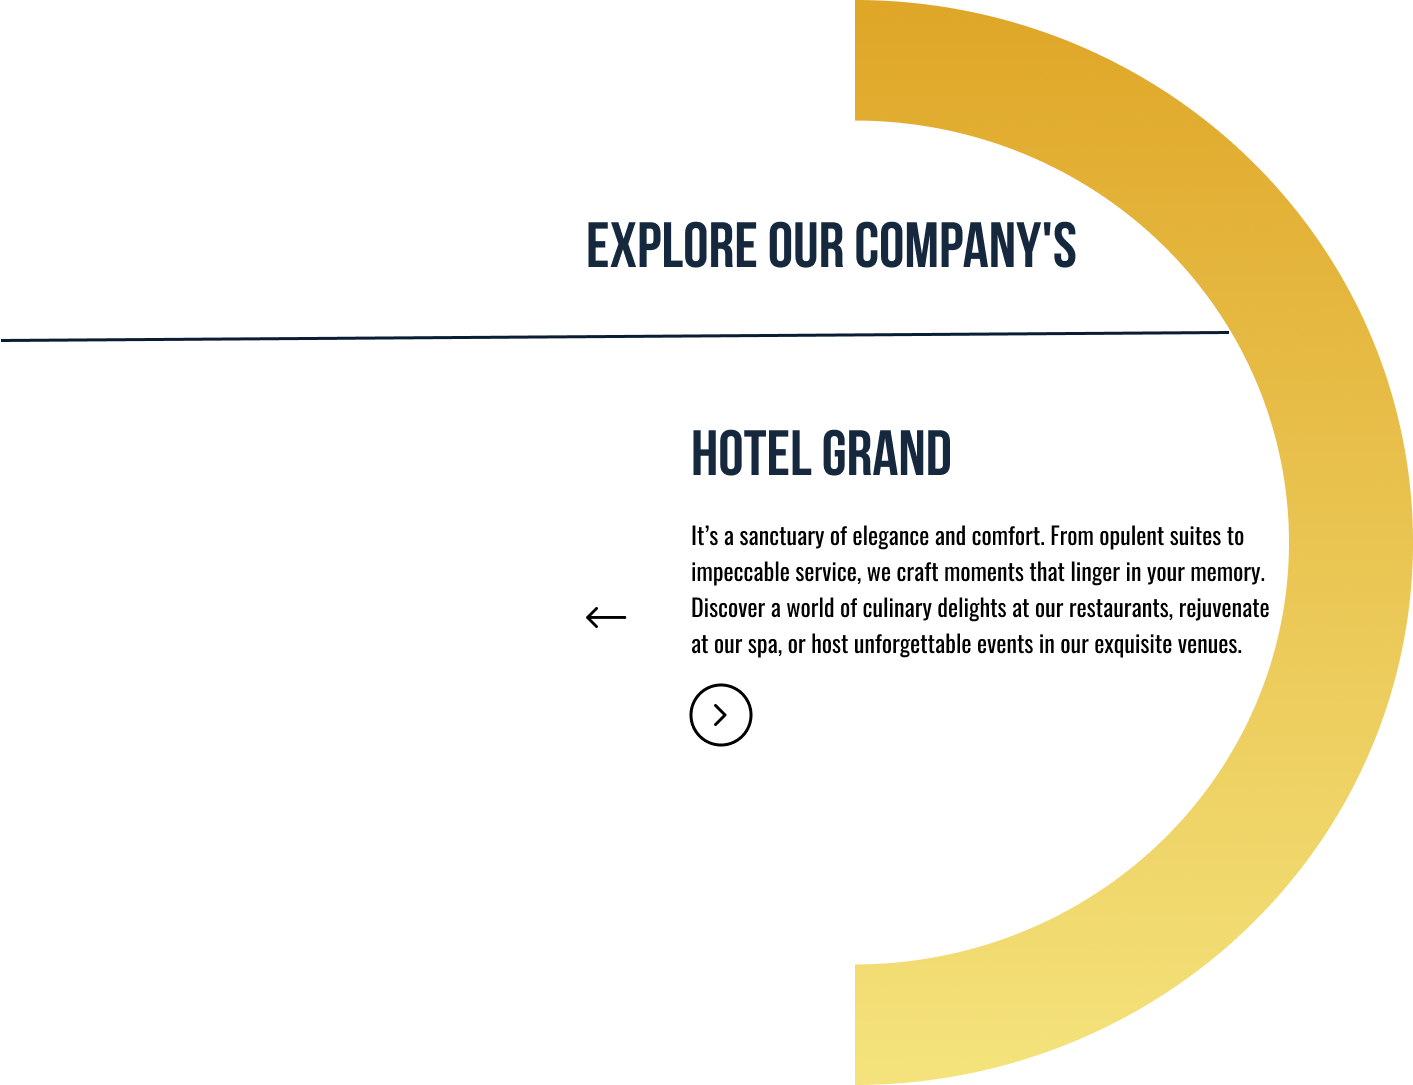 EXPLORE OUR COMPANY'S
HOTEL GRAND
It’s a sanctuary of elegance and comfort. From opulent suites to
impeccable service, we craft moments that linger in your memory.
Discover a world of culinary delights at our restaurants, rejuvenate
at our spa, or host unforgettable events in our exquisite venues.